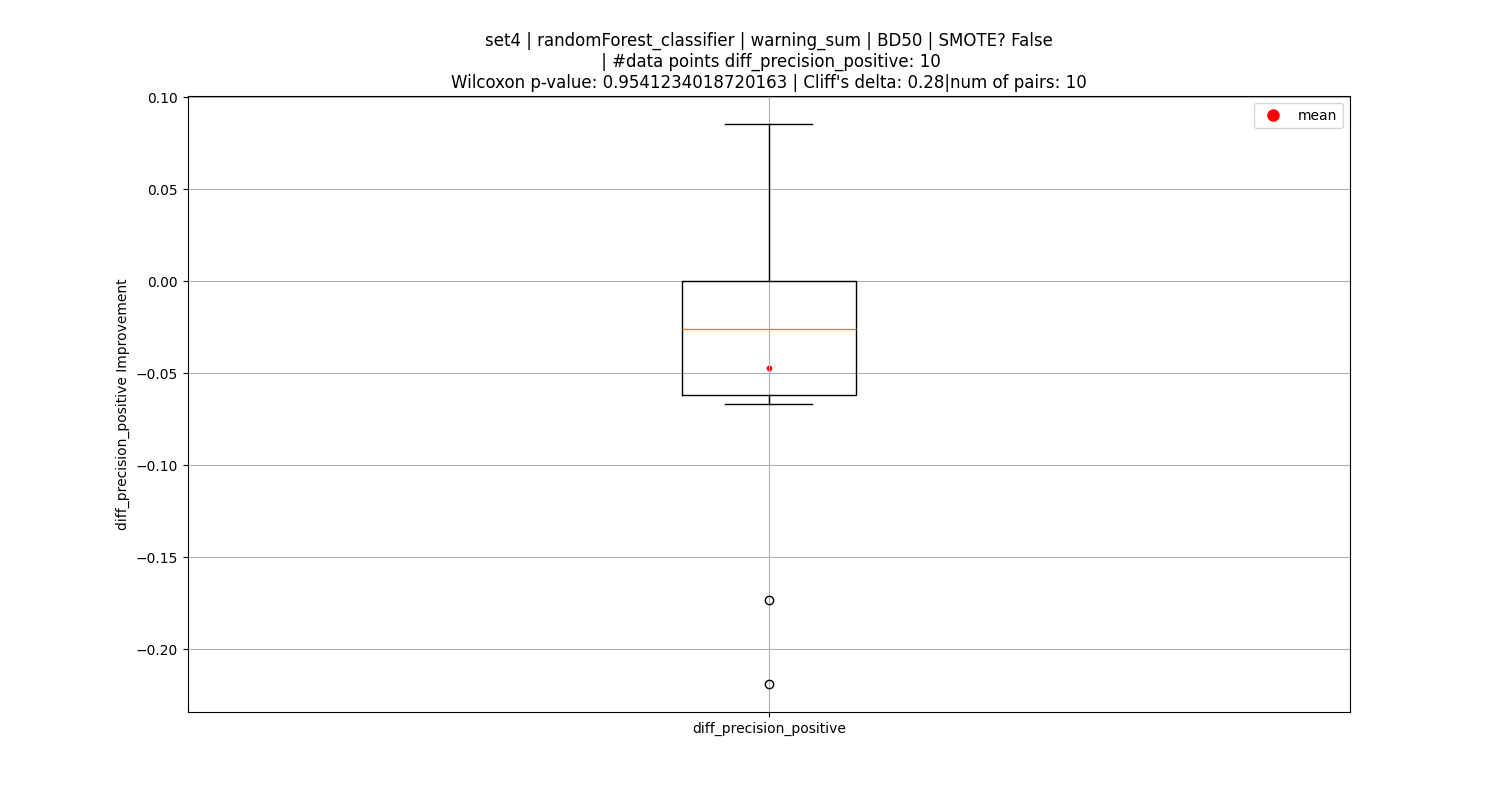 set4 | randomForest_classifier | warning_sum | BD50 | SMOTE? False
| #data points diff_precision_positive: 10
Wilcoxon p-value: 0.9541234018720163 | Cliff's delta: 0.28|num of pairs: 10
mean
0.10
0.05
0.00
−0.05
−0.10
−0.15
−0.20
diff_precision_positive Improvement
diff_precision_positive